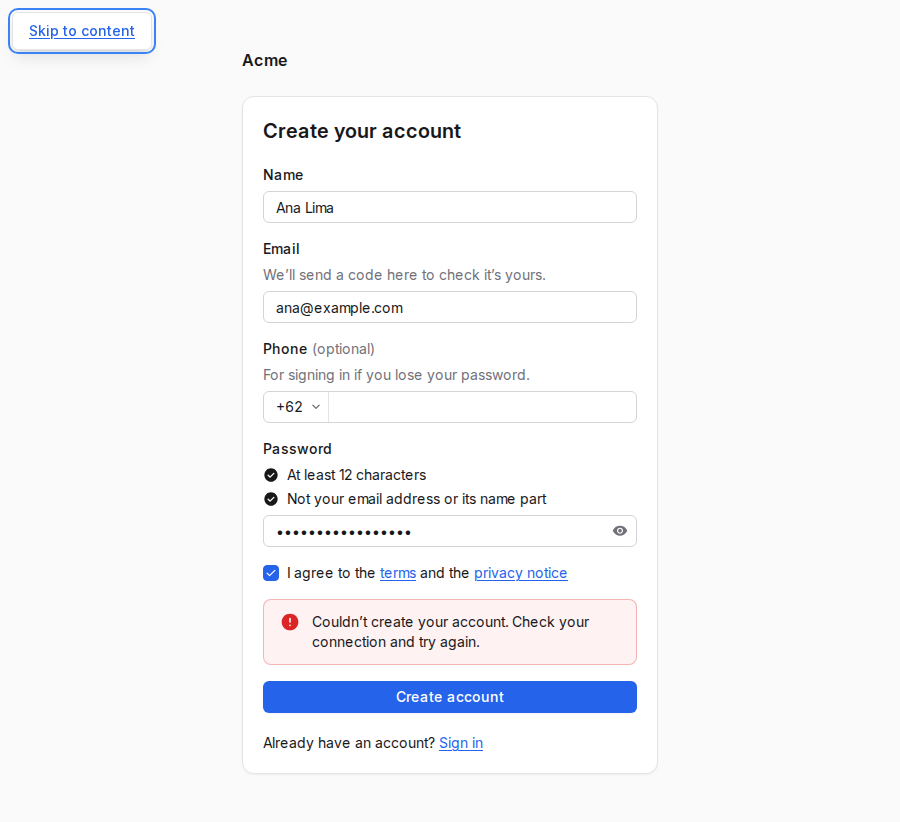 Skip to content
Acme
Create your account
Name
Ana Lima
Email
We’ll send a code here to check it’s yours.
ana@example.com
Phone (optional)
For signing in if you lose your password.
+62
Password
At least 12 characters
Not your email address or its name part
•••••••••••••••••
I agree to the terms and the privacy notice
Couldn’t create your account. Check your
connection and try again.
Create account
Already have an account? Sign in